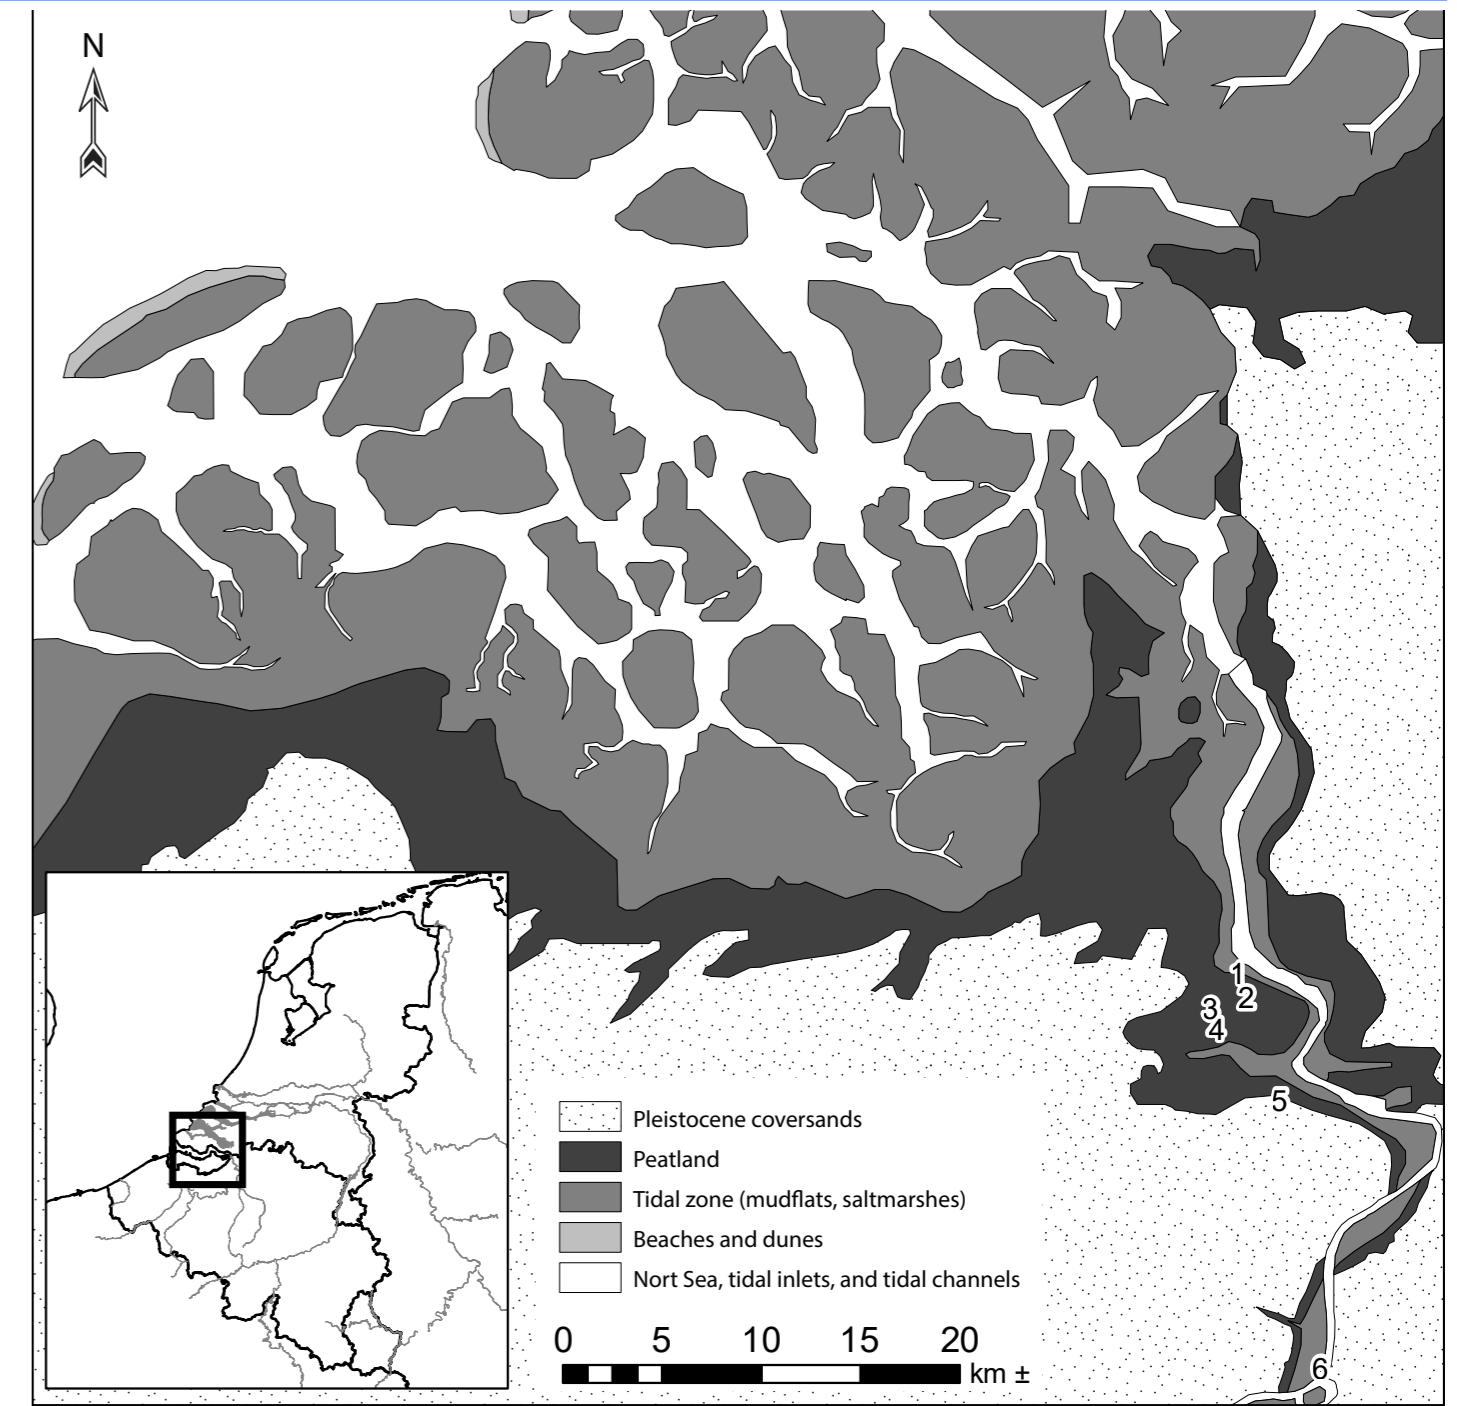 N
1
2
3
4
5
6
Pleistocene coversands
Peatland
Tidal zone (mudflats, saltmarshes)
Beaches and dunes
Nort Sea, tidal inlets, and tidal channels
0 5 10 15 20
km ±